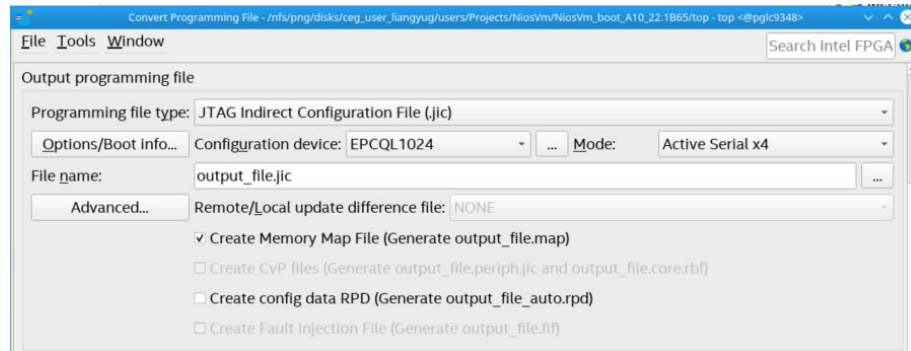 Convert Programming File - /nfs/png/disks/ceg_user_liangyug/users/Projects/NiosVm/NiosVm_boot_A10_22.1B65/top - top <@pglc9348>
File Tools Window
Search Intel FPGA
Output programming file
Programming file type: JTAG Indirect Configuration File (.jic)
Options/Boot info... Configuration device: EPCQL1024 ... Mode: Active Serial x4
File name: output_file.jic ...
Advanced... Remote/Local update difference file: NONE
Create Memory Map File (Generate output_file.map)
Create CvP files (Generate output_file.periph.jic and output_file.core.rbf)
Create config data RPD (Generate output_file_auto.rpd)
Create Fault Injection File (Generate output_file.fif)